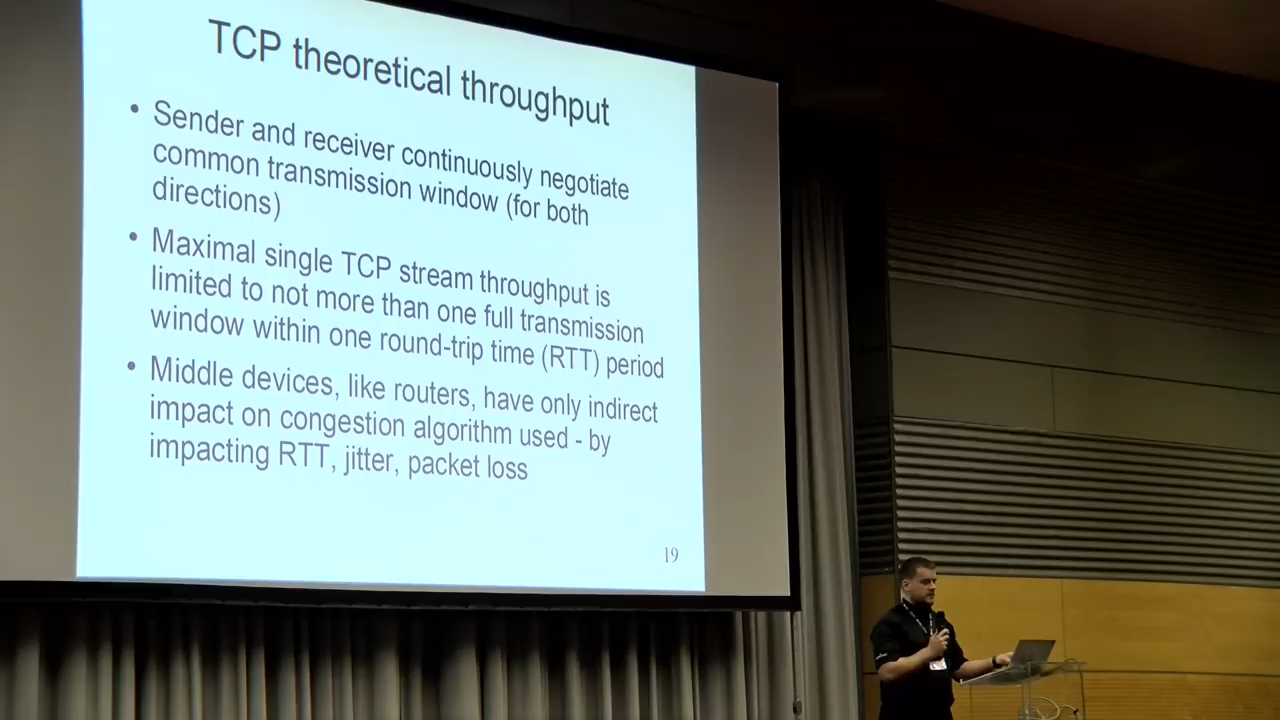 TCP theoretical throughput
• Sender and receiver continuously negotiate
common transmission window (for both
directions)
• Maximal single TCP stream throughput is
limited to not more than one full transmission
window within one round-trip time (RTT) period
• Middle devices, like routers, have only indirect
impact on congestion algorithm used - by
impacting RTT, jitter, packet loss
19